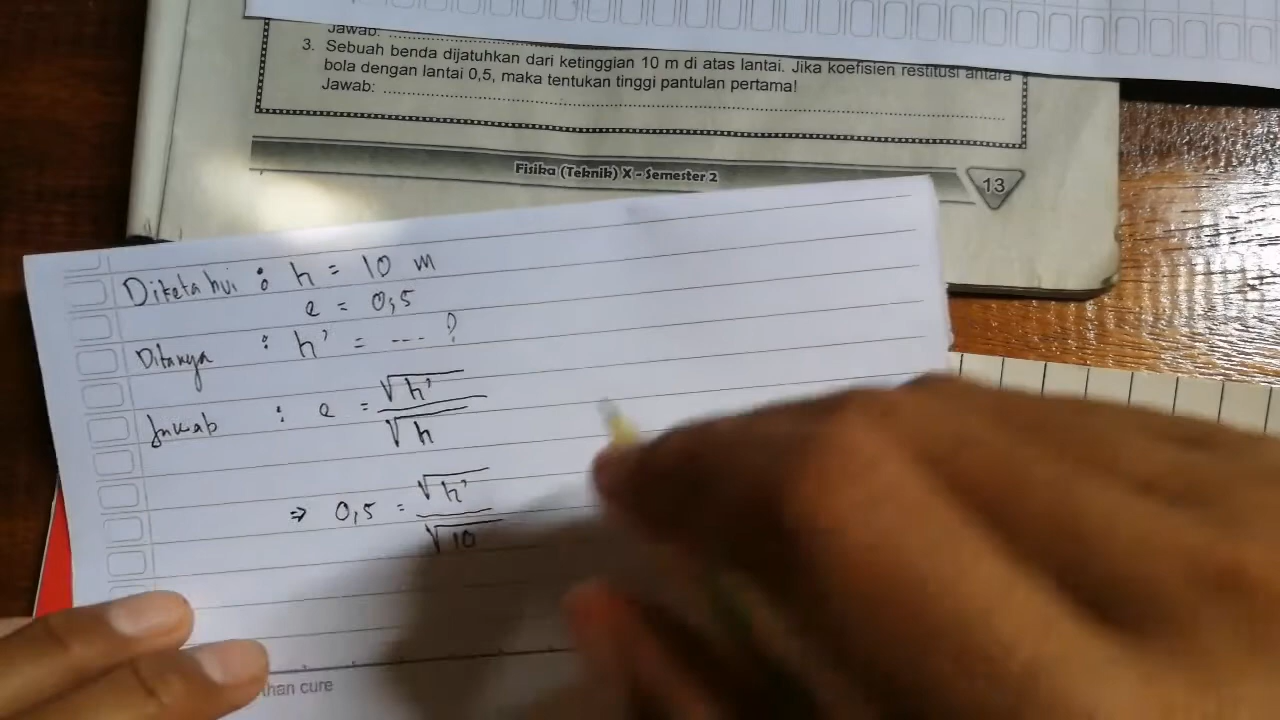 Jawab: ........
3. Sebuah benda dijatuhkan dari ketinggian 10 m di atas lantai. Jika koefisien restitusi antara
bola dengan lantai 0,5, maka tentukan tinggi pantulan pertama!
Jawab: ........
Fisika (Teknik) X - Semester 2
13
Diketahui : h = 10 m
e = 0,5
Ditanya : h' = --- ?
Jawab : e = √h' / √h
⇒ 0,5 = √h' / √10
than cure